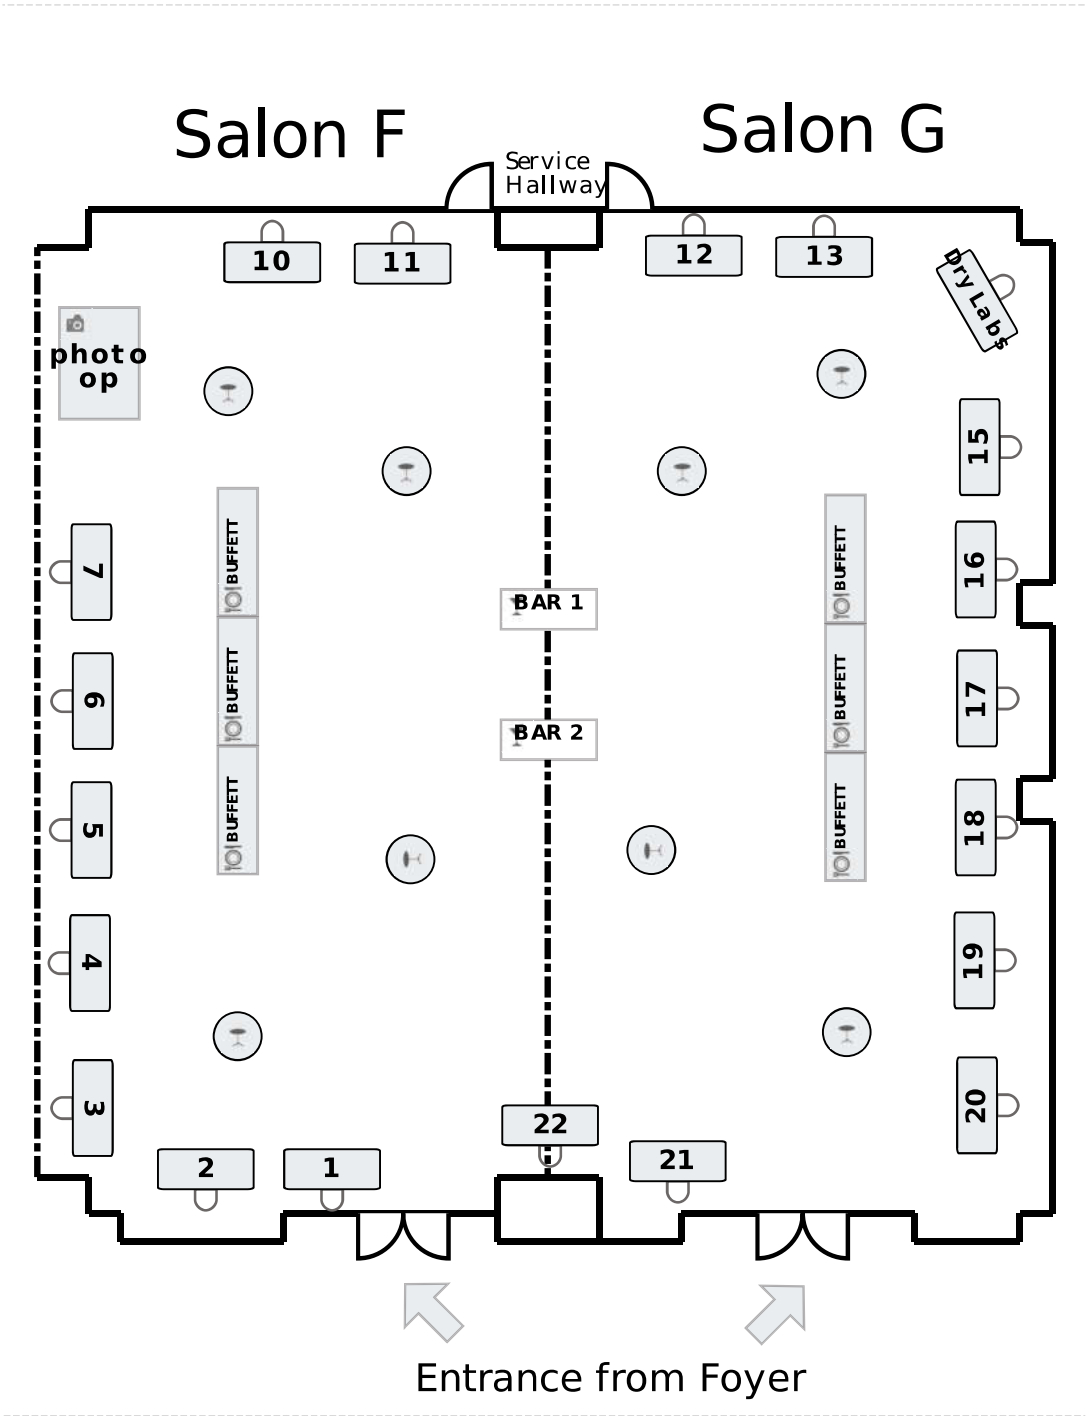 Salon F
Salon G
Service
Hallway
10
11
12
13
Dry Labs
photo
op
15
7
BUFFETT
BUFFETT
16
BAR 1
6
BUFFETT
BUFFETT
17
BAR 2
5
BUFFETT
BUFFETT
18
4
19
3
20
22
2
1
21
Entrance from Foyer